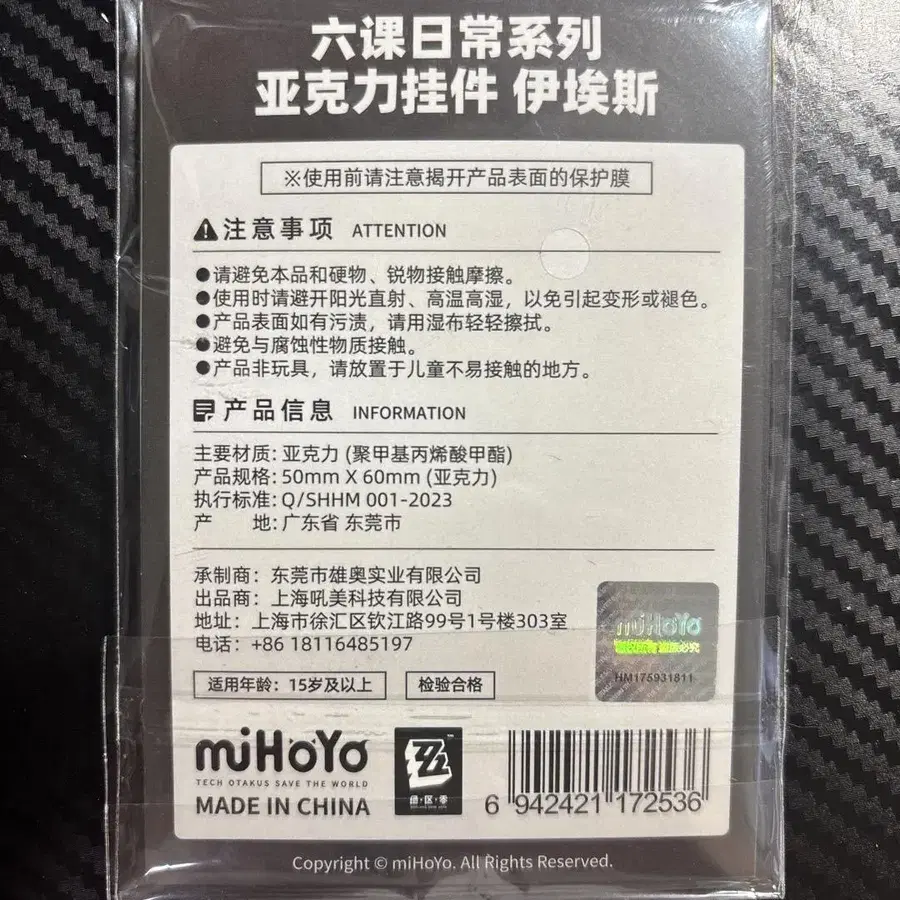 六课日常系列
亚克力挂件 伊埃斯
※使用前请注意揭开产品表面的保护膜
注意事项 ATTENTION
●请避免本品和硬物、锐物接触摩擦。
●使用时请避开阳光直射、高温高湿，以免引起变形或褪色。
●产品表面如有污渍，请用湿布轻轻擦拭。
●避免与腐蚀性物质接触。
●产品非玩具，请放置于儿童不易接触的地方。
产品信息 INFORMATION
主要材质: 亚克力 (聚甲基丙烯酸甲酯)
产品规格: 50mm X 60mm (亚克力)
执行标准: Q/SHHM 001-2023
产 地: 广东省 东莞市
承制商： 东莞市雄奥实业有限公司
出品商： 上海吼美科技有限公司
地址： 上海市徐汇区钦江路99号1号楼303室
电话： +86 18116485197
miHoYo
HM175931811
适用年龄：15岁及以上
检验合格
miHoYo
TECH OTAKUS SAVE THE WORLD
MADE IN CHINA
绝·区·零
6 942421 172536
Copyright © miHoYo. All Rights Reserved.